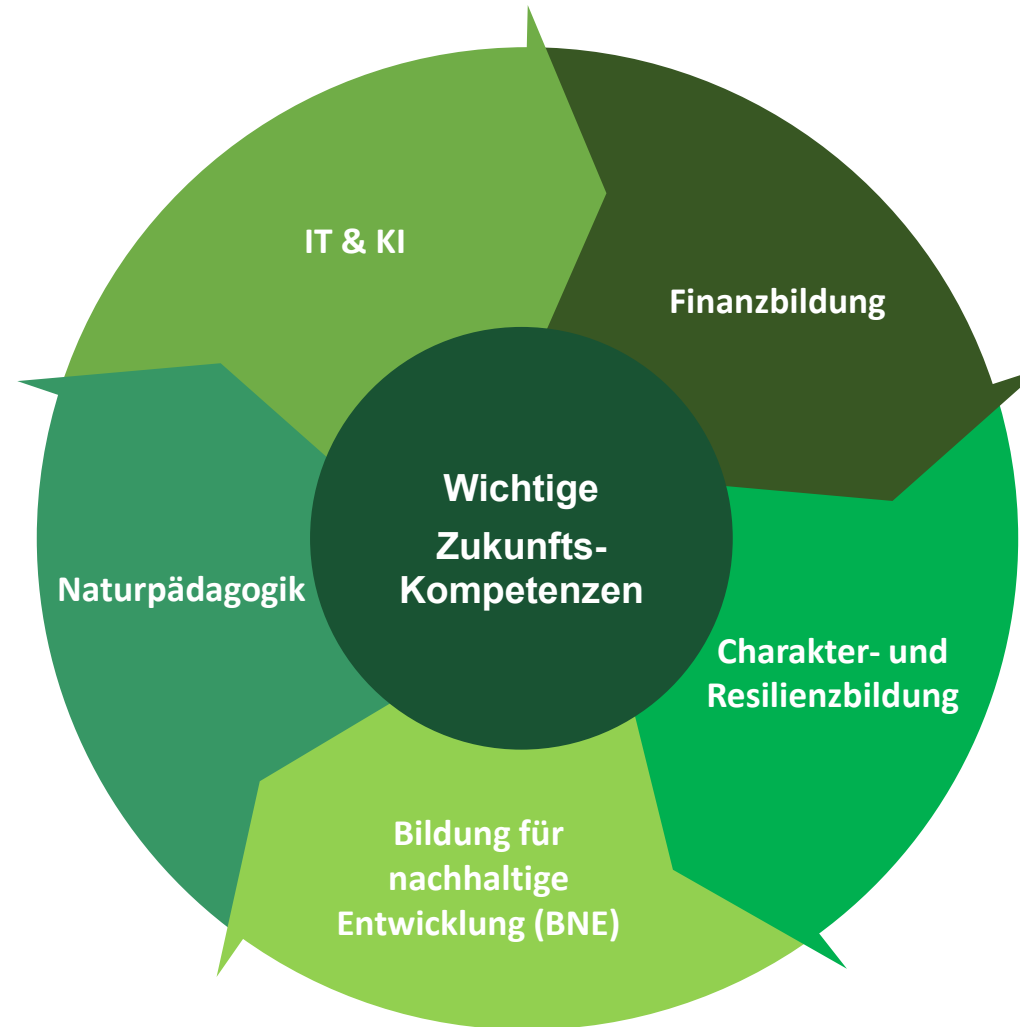 IT & KI
Finanzbildung
Wichtige
Zukunfts-
Kompetenzen
Naturpädagogik
Charakter- und
Resilienzbildung
Bildung für
nachhaltige
Entwicklung (BNE)